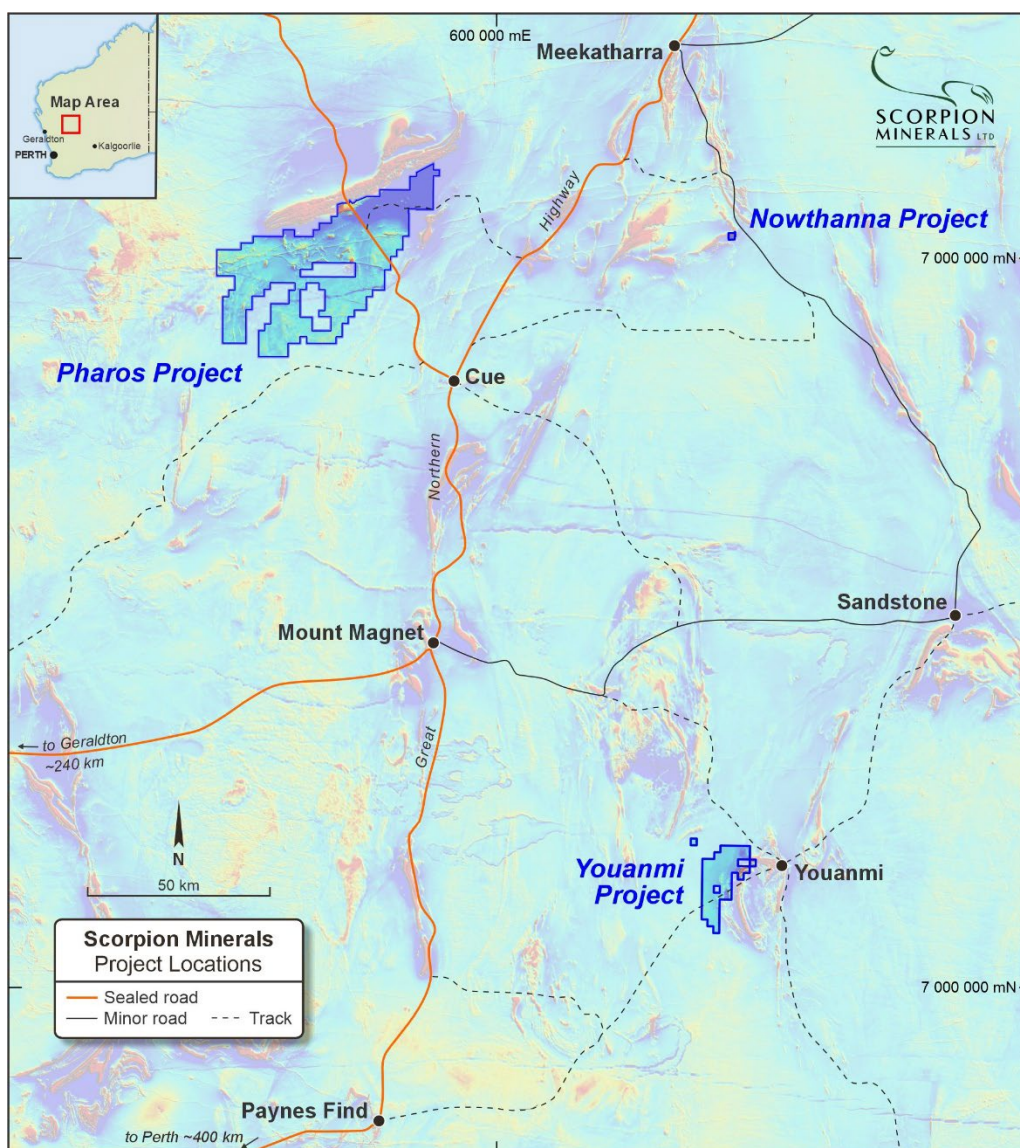 600 000 mE
Meekatharra
Map Area
Geraldton
Kalgoorlie
PERTH
SCORPION
MINERALS LTD
Highway
Nowthanna Project
7 000 000 mN
Pharos Project
Cue
Northern
Sandstone
Mount Magnet
to Geraldton
~240 km
Great
N
50 km
Youanmi
Project
Youanmi
Scorpion Minerals
Project Locations
Sealed road
Minor road
Track
7 000 000 mN
Paynes Find
to Perth ~400 km